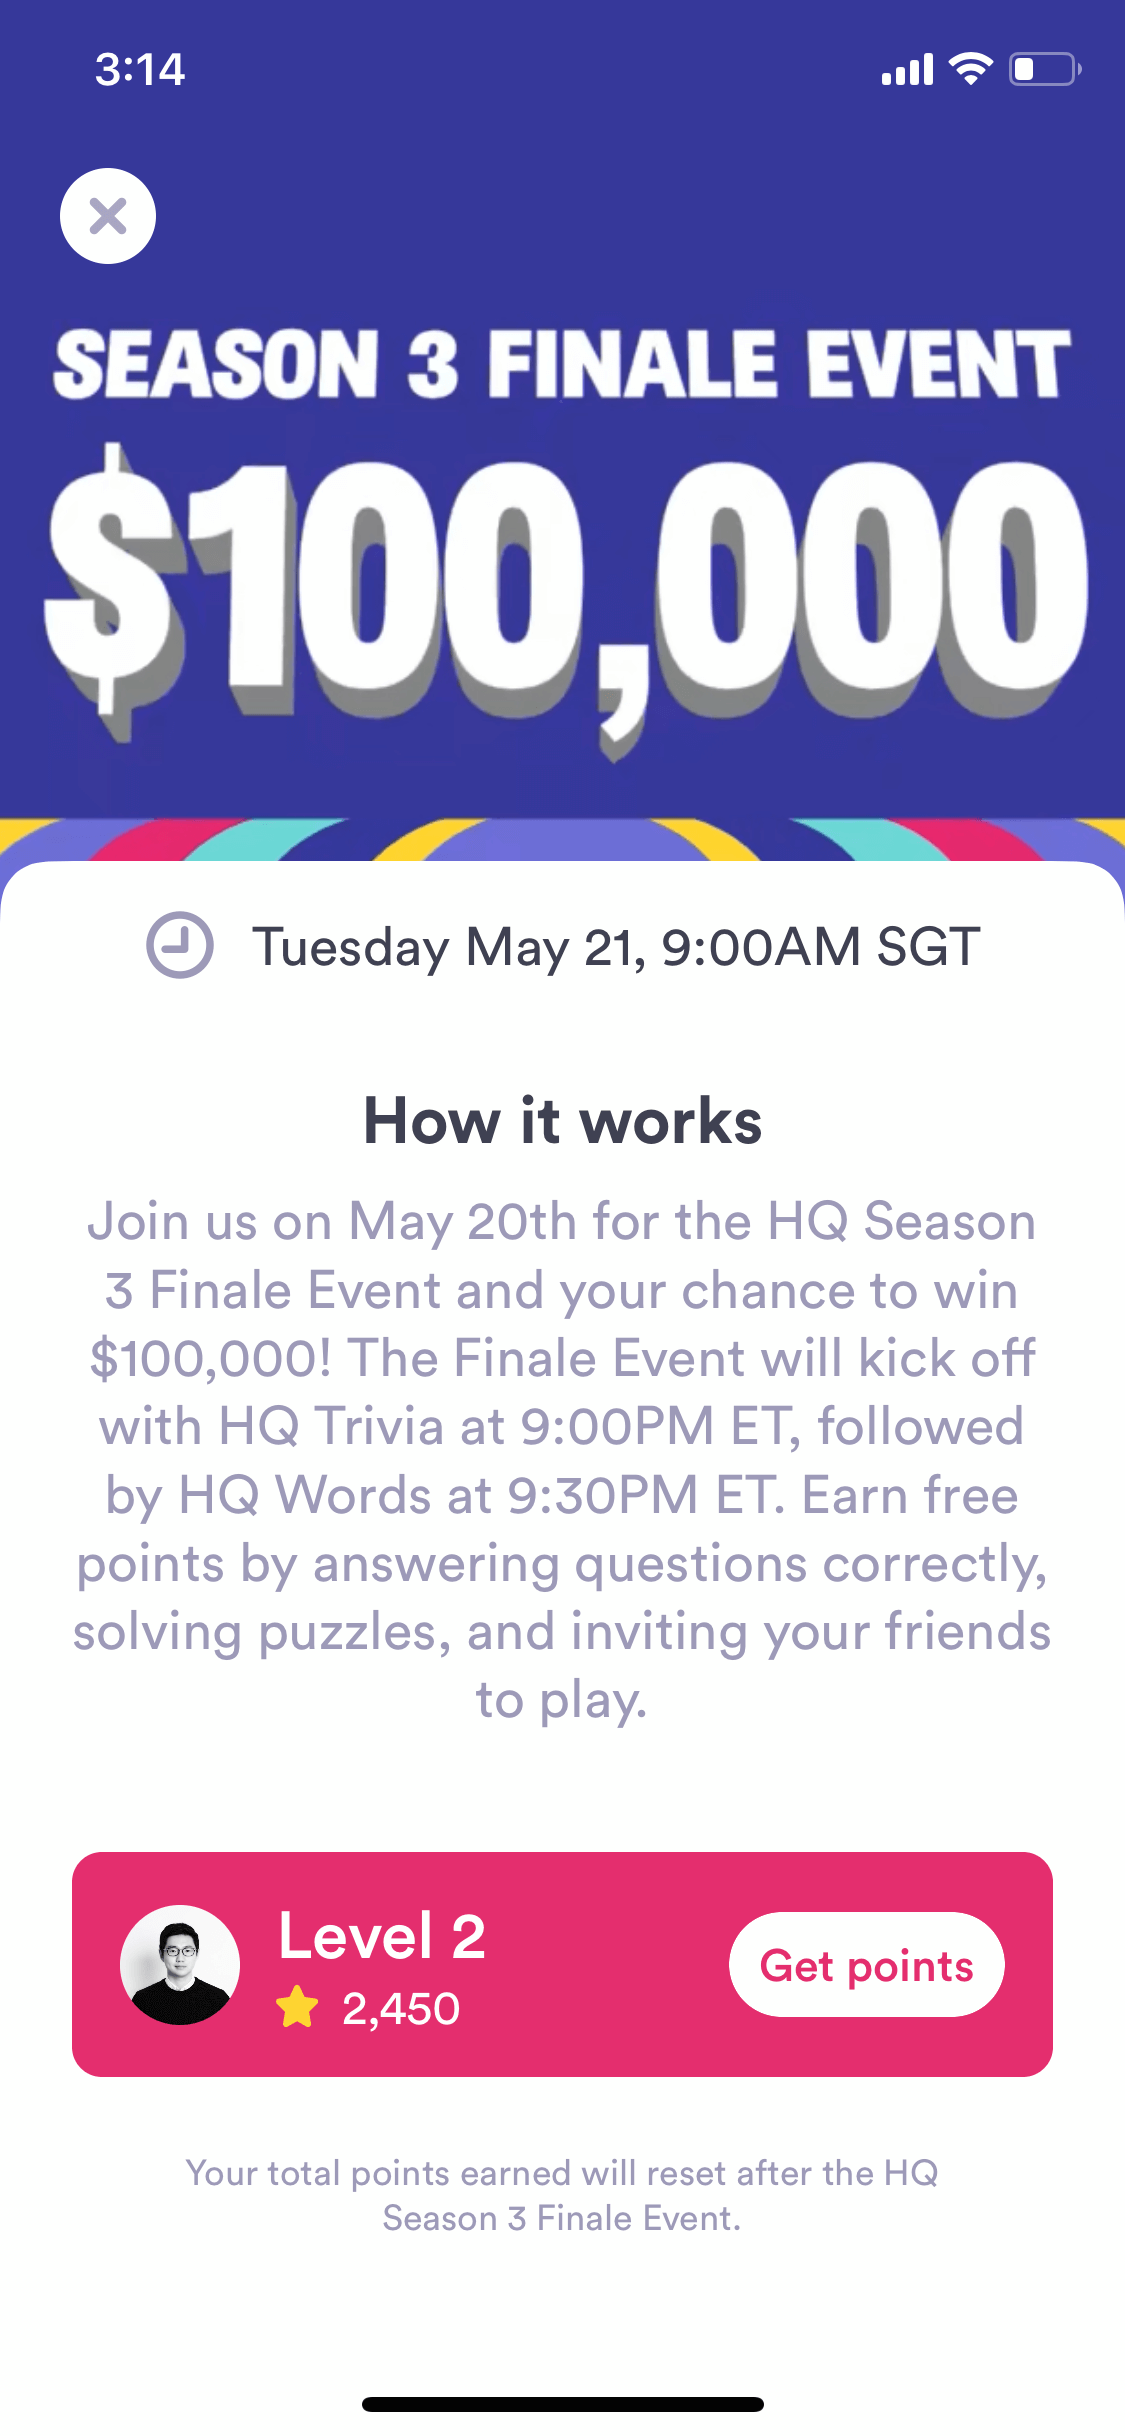 3:14
SEASON 3 FINALE EVENT
$100,000
Tuesday May 21, 9:00AM SGT
How it works
Join us on May 20th for the HQ Season
3 Finale Event and your chance to win
$100,000! The Finale Event will kick off
with HQ Trivia at 9:00PM ET, followed
by HQ Words at 9:30PM ET. Earn free
points by answering questions correctly,
solving puzzles, and inviting your friends
to play.
Level 2
2,450
Get points
Your total points earned will reset after the HQ
Season 3 Finale Event.